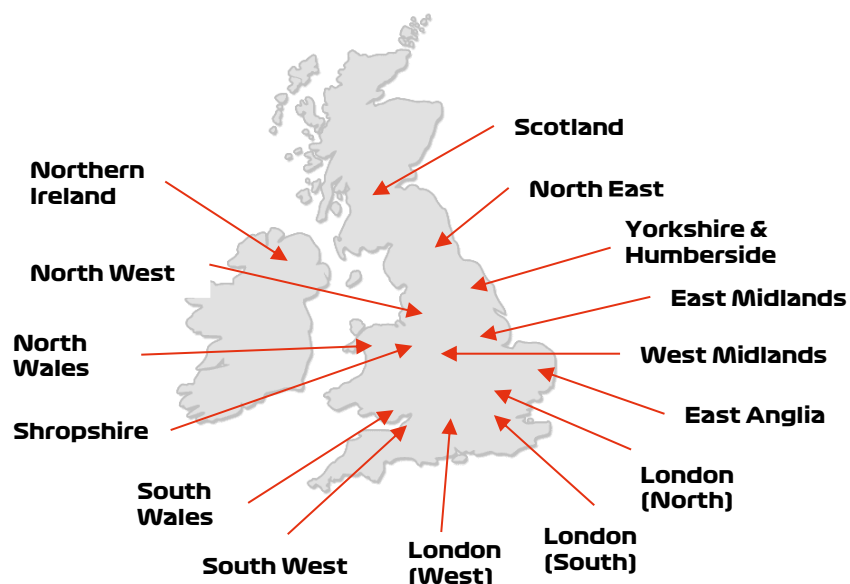 Scotland
Northern
Ireland
North East
Yorkshire &
Humberside
North West
East Midlands
North
Wales
West Midlands
East Anglia
Shropshire
London
(North)
South
Wales
London
(South)
South West
London
(West)